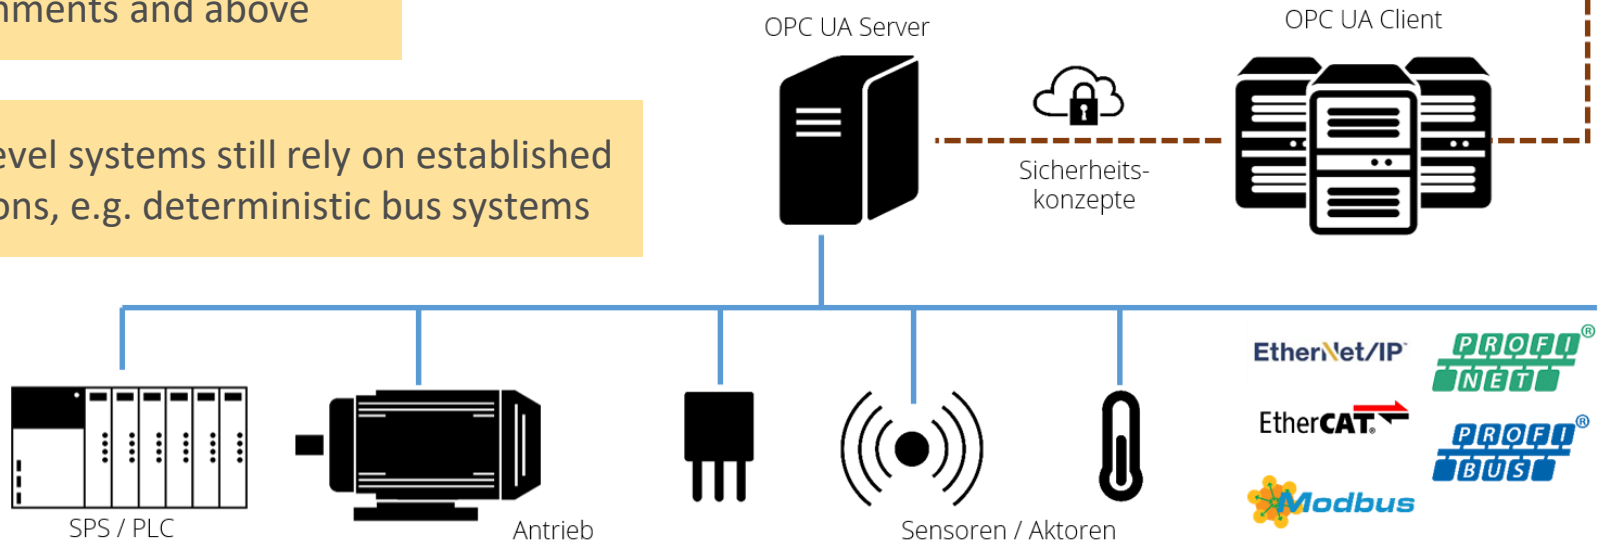 nments and above
OPC UA Server
OPC UA Client
evel systems still rely on established
ons, e.g. deterministic bus systems
Sicherheits-
konzepte
EtherNet/IP
PROFI®
NET
EtherCAT®
PROFI®
BUS
Modbus
SPS / PLC
Antrieb
Sensoren / Aktoren